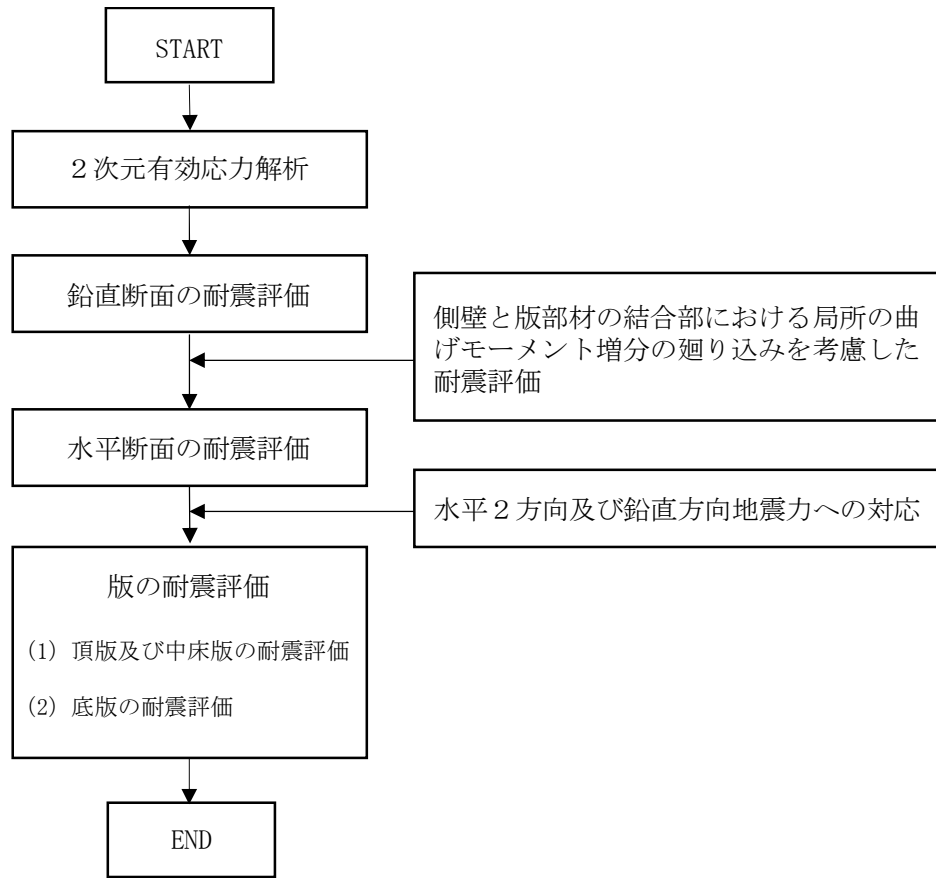 START
２次元有効応力解析
鉛直断面の耐震評価
側壁と版部材の結合部における局所の曲
げモーメント増分の廻り込みを考慮した
耐震評価
水平断面の耐震評価
水平２方向及び鉛直方向地震力への対応
版の耐震評価
(1) 頂版及び中床版の耐震評価
(2) 底版の耐震評価
END